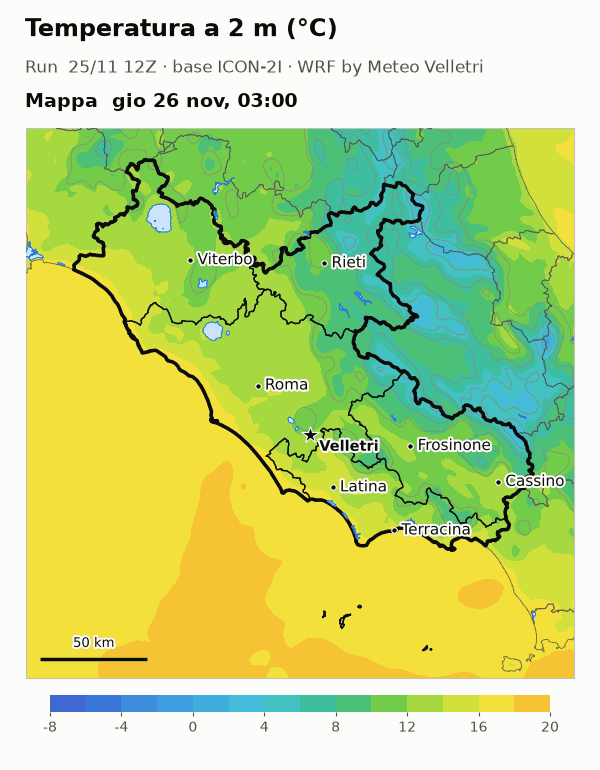 Temperatura a 2 m (°C)
Run  25/11 12Z · base ICON-2I · WRF by Meteo Velletri
Mappa  gio 26 nov, 03:00
Viterbo
Rieti
Roma
Velletri
Frosinone
Cassino
Latina
Terracina
50 km
-8 -4 0 4 8 12 16 20